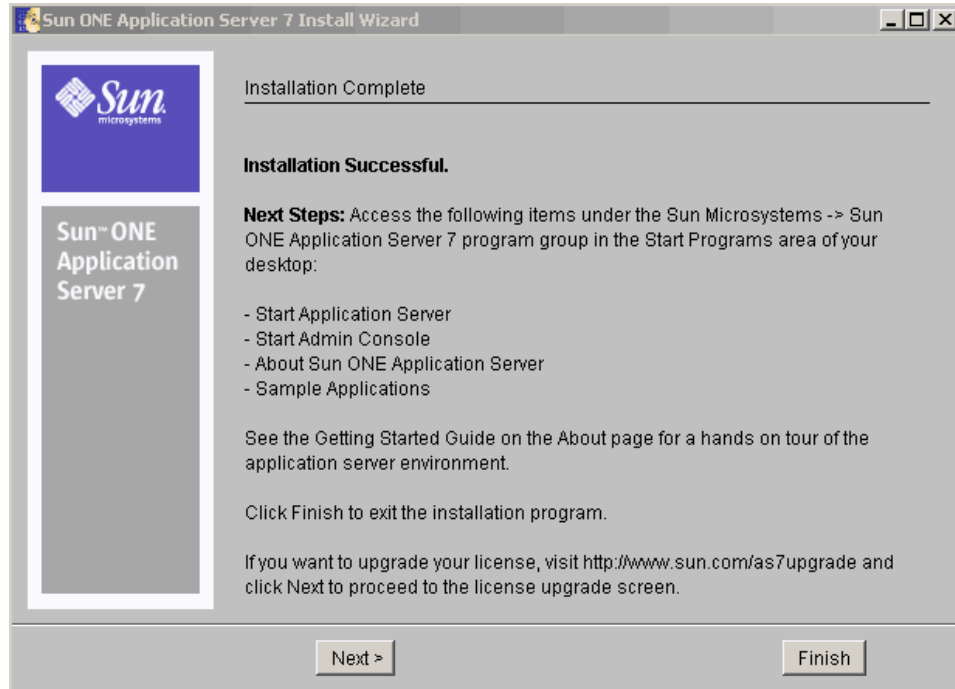 Sun ONE Application Server 7 Install Wizard
Sun
microsystems
Sun™ ONE
Application
Server 7
Installation Complete
Installation Successful.
Next Steps: Access the following items under the Sun Microsystems -> Sun
ONE Application Server 7 program group in the Start Programs area of your
desktop:
- Start Application Server
- Start Admin Console
- About Sun ONE Application Server
- Sample Applications
See the Getting Started Guide on the About page for a hands on tour of the
application server environment.
Click Finish to exit the installation program.
If you want to upgrade your license, visit http://www.sun.com/as7upgrade and
click Next to proceed to the license upgrade screen.
Next >
Finish